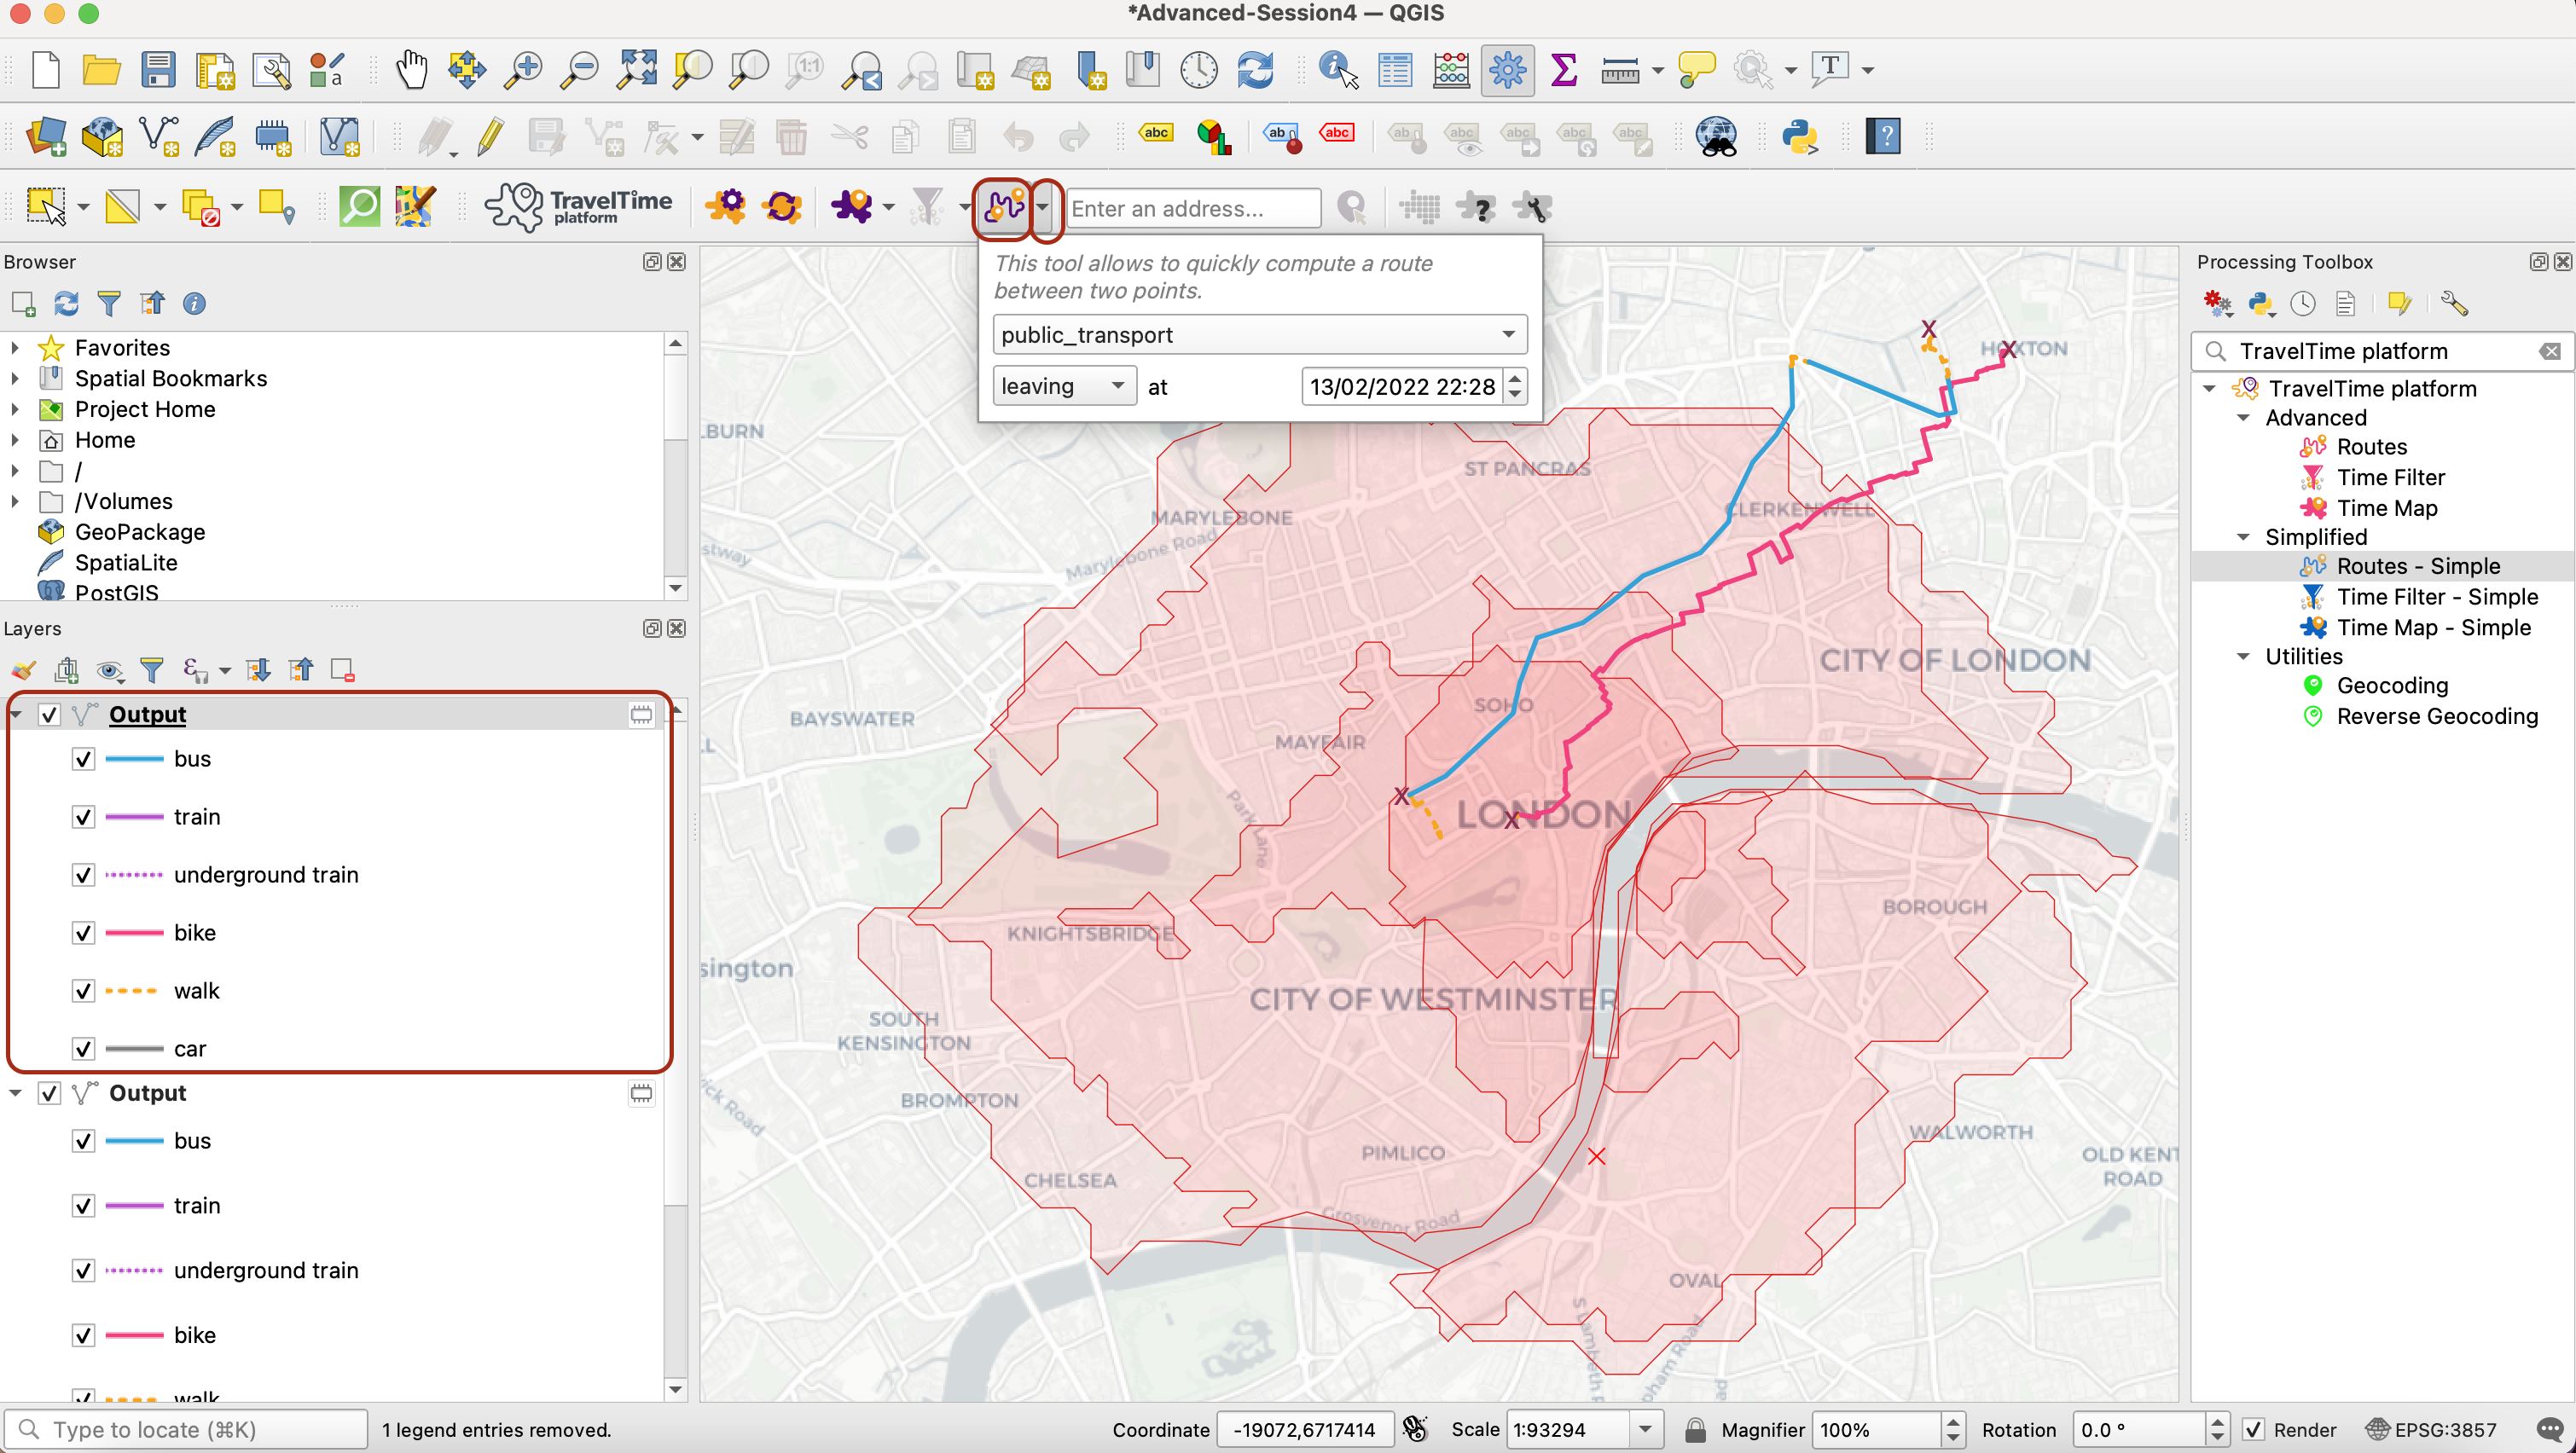 *Advanced-Session4 — QGIS
TravelTime
platform
Enter an address...
This tool allows to quickly compute a route
between two points.
public_transport
leaving at 13/02/2022 22:28
Browser
Favorites
Spatial Bookmarks
Project Home
Home
/
/Volumes
GeoPackage
SpatiaLite
PostGIS
Layers
Output
bus
train
underground train
bike
walk
car
Output
bus
train
underground train
bike
walk
HOXTON
LBURN
ST PANCRAS
MARYLEBONE
CLERKENWELL
stway
Marylebone Road
CITY OF LONDON
SOHO
BAYSWATER
MAYFAIR
Park Lane
LONDON
BOROUGH
KNIGHTSBRIDGE
sington
CITY OF WESTMINSTER
SOUTH
KENSINGTON
BROMPTON
wick Road
WALWORTH
PIMLICO
OLD KENT
ROAD
CHELSEA
Grosvenor Road
OVAL
Processing Toolbox
TravelTime platform
TravelTime platform
Advanced
Routes
Time Filter
Time Map
Simplified
Routes - Simple
Time Filter - Simple
Time Map - Simple
Utilities
Geocoding
Reverse Geocoding
Type to locate (⌘K)
1 legend entries removed.
Coordinate -19072,6717414
Scale 1:93294
Magnifier 100%
Rotation 0.0 °
Render
EPSG:3857